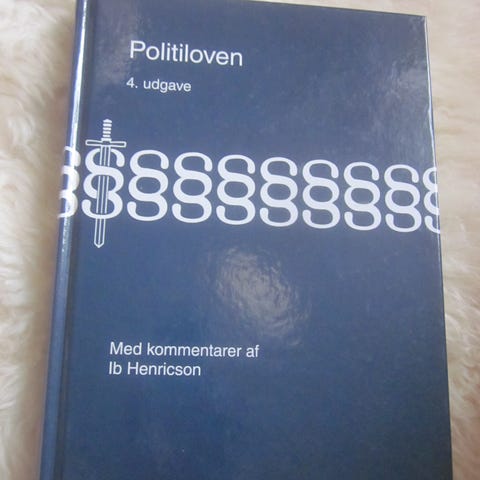 Politiloven
4. udgave
§§§§§§§§§
Med kommentarer af
Ib Henricson